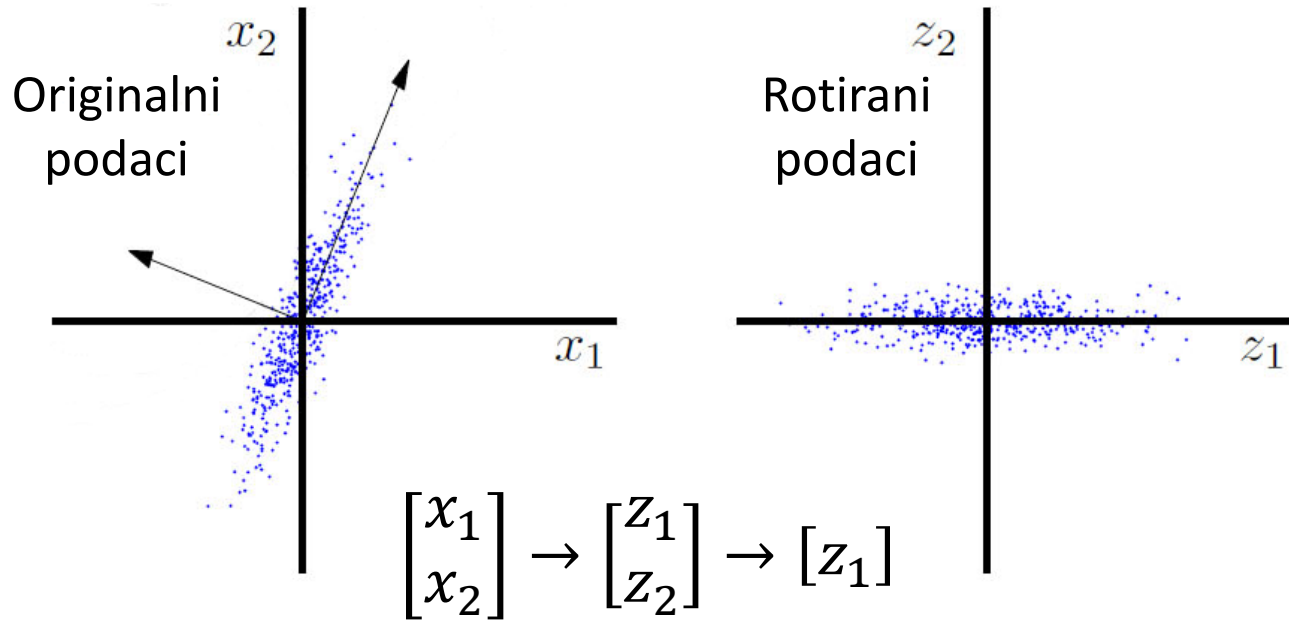 x₂
Originalni
podaci
x₁
z₂
Rotirani
podaci
z₁
[x₁ x₂] → [z₁ z₂] → [z₁]